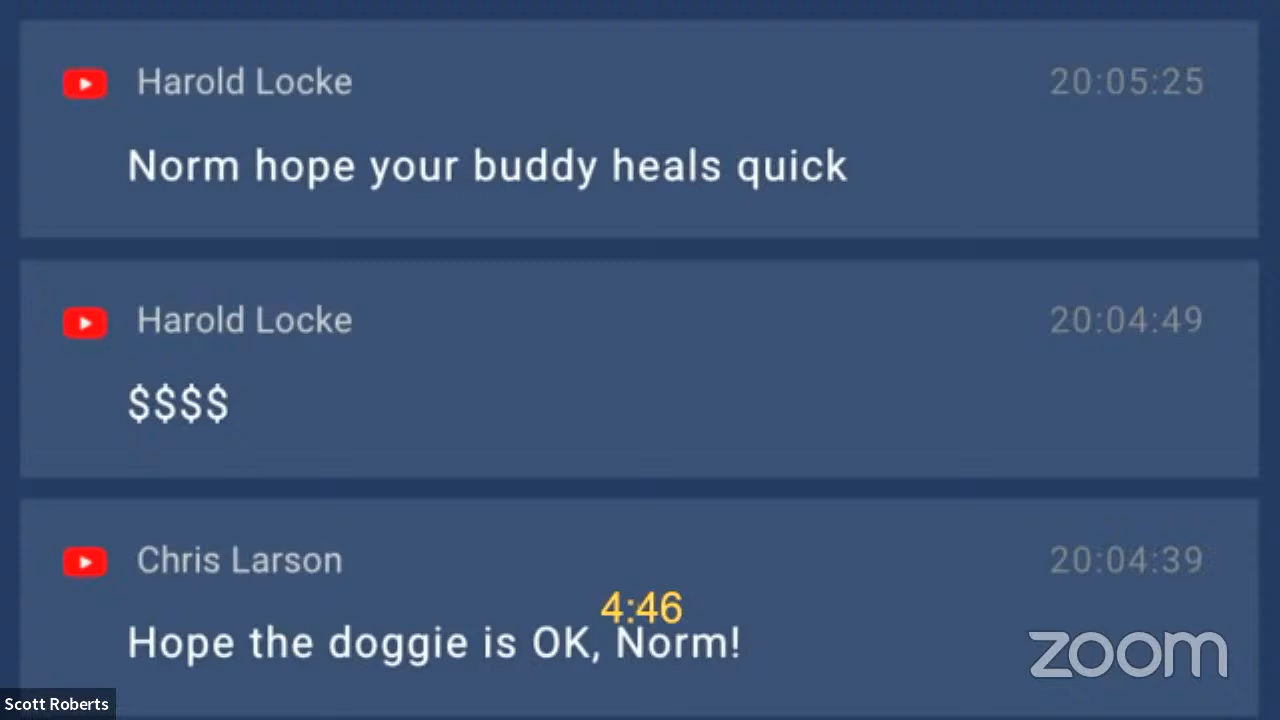 Harold Locke 20:05:25
Norm hope your buddy heals quick
Harold Locke 20:04:49
$$$$
Chris Larson 20:04:39
4:46
Hope the doggie is OK, Norm!
zoom
Scott Roberts